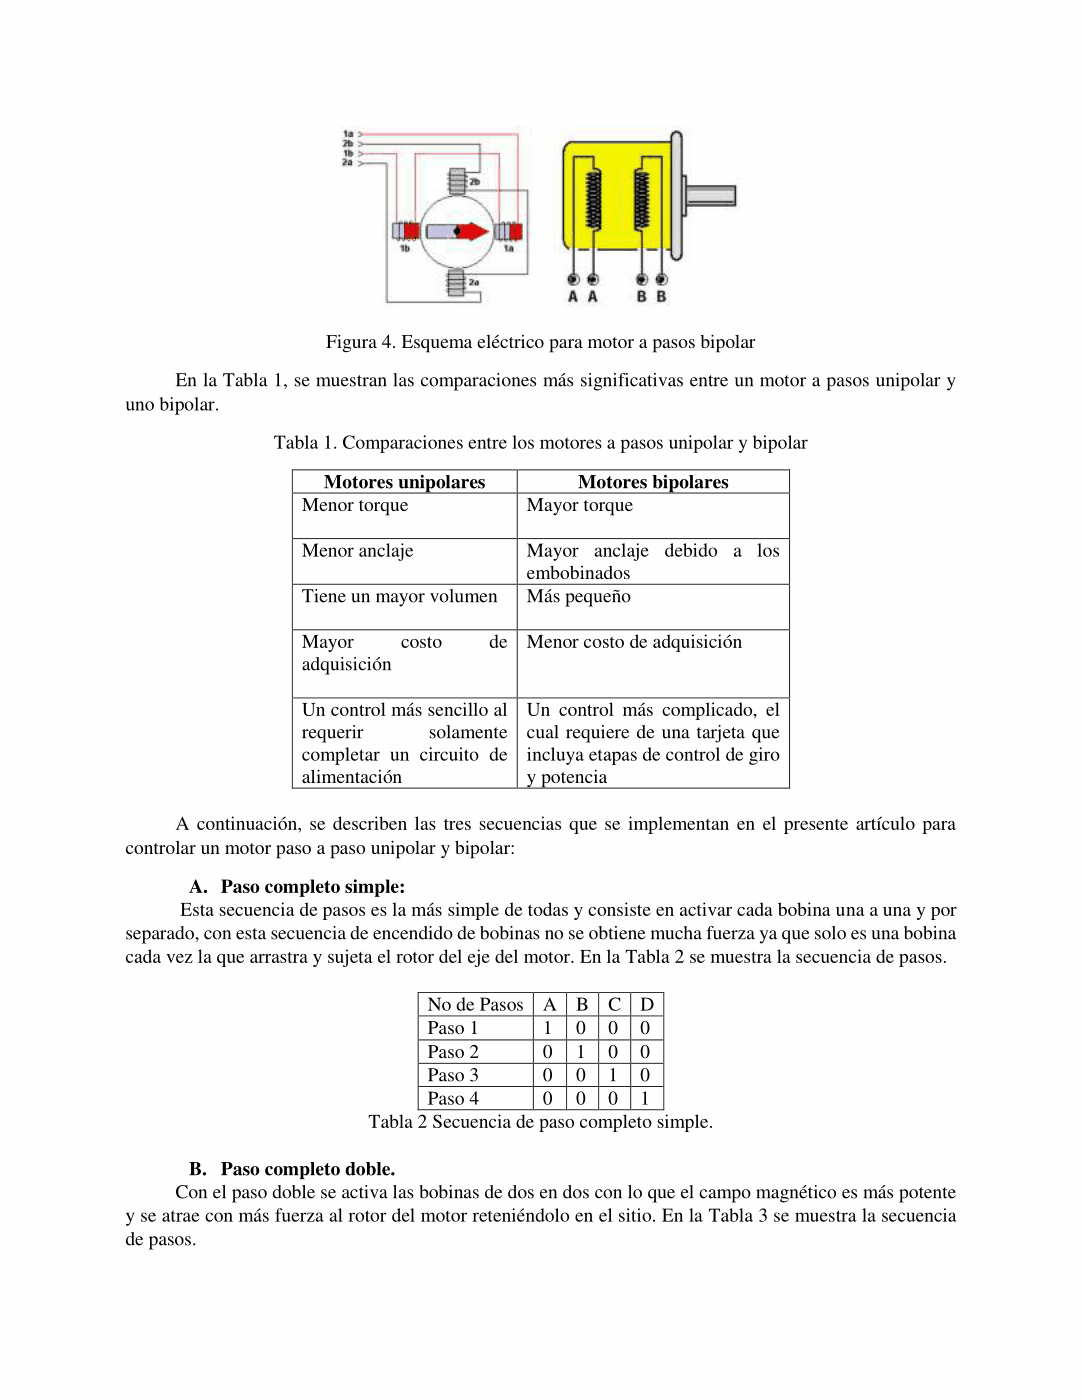 1a
2b
1b
2a
2b
1b
1a
2a
A A B B
Figura 4. Esquema eléctrico para motor a pasos bipolar
En la Tabla 1, se muestran las comparaciones más significativas entre un motor a pasos unipolar y
uno bipolar.
Tabla 1. Comparaciones entre los motores a pasos unipolar y bipolar
Motores unipolares Motores bipolares
Menor torque Mayor torque
Menor anclaje Mayor anclaje debido a los
embobinados
Tiene un mayor volumen Más pequeño
Mayor costo de Menor costo de adquisición
adquisición
Un control más sencillo al Un control más complicado, el
requerir solamente cual requiere de una tarjeta que
completar un circuito de incluya etapas de control de giro
alimentación y potencia
A continuación, se describen las tres secuencias que se implementan en el presente artículo para
controlar un motor paso a paso unipolar y bipolar:
A. Paso completo simple:
Esta secuencia de pasos es la más simple de todas y consiste en activar cada bobina una a una y por
separado, con esta secuencia de encendido de bobinas no se obtiene mucha fuerza ya que solo es una bobina
cada vez la que arrastra y sujeta el rotor del eje del motor. En la Tabla 2 se muestra la secuencia de pasos.
No de Pasos A B C D
Paso 1 1 0 0 0
Paso 2 0 1 0 0
Paso 3 0 0 1 0
Paso 4 0 0 0 1
Tabla 2 Secuencia de paso completo simple.
B. Paso completo doble.
Con el paso doble se activa las bobinas de dos en dos con lo que el campo magnético es más potente
y se atrae con más fuerza al rotor del motor reteniéndolo en el sitio. En la Tabla 3 se muestra la secuencia
de pasos.